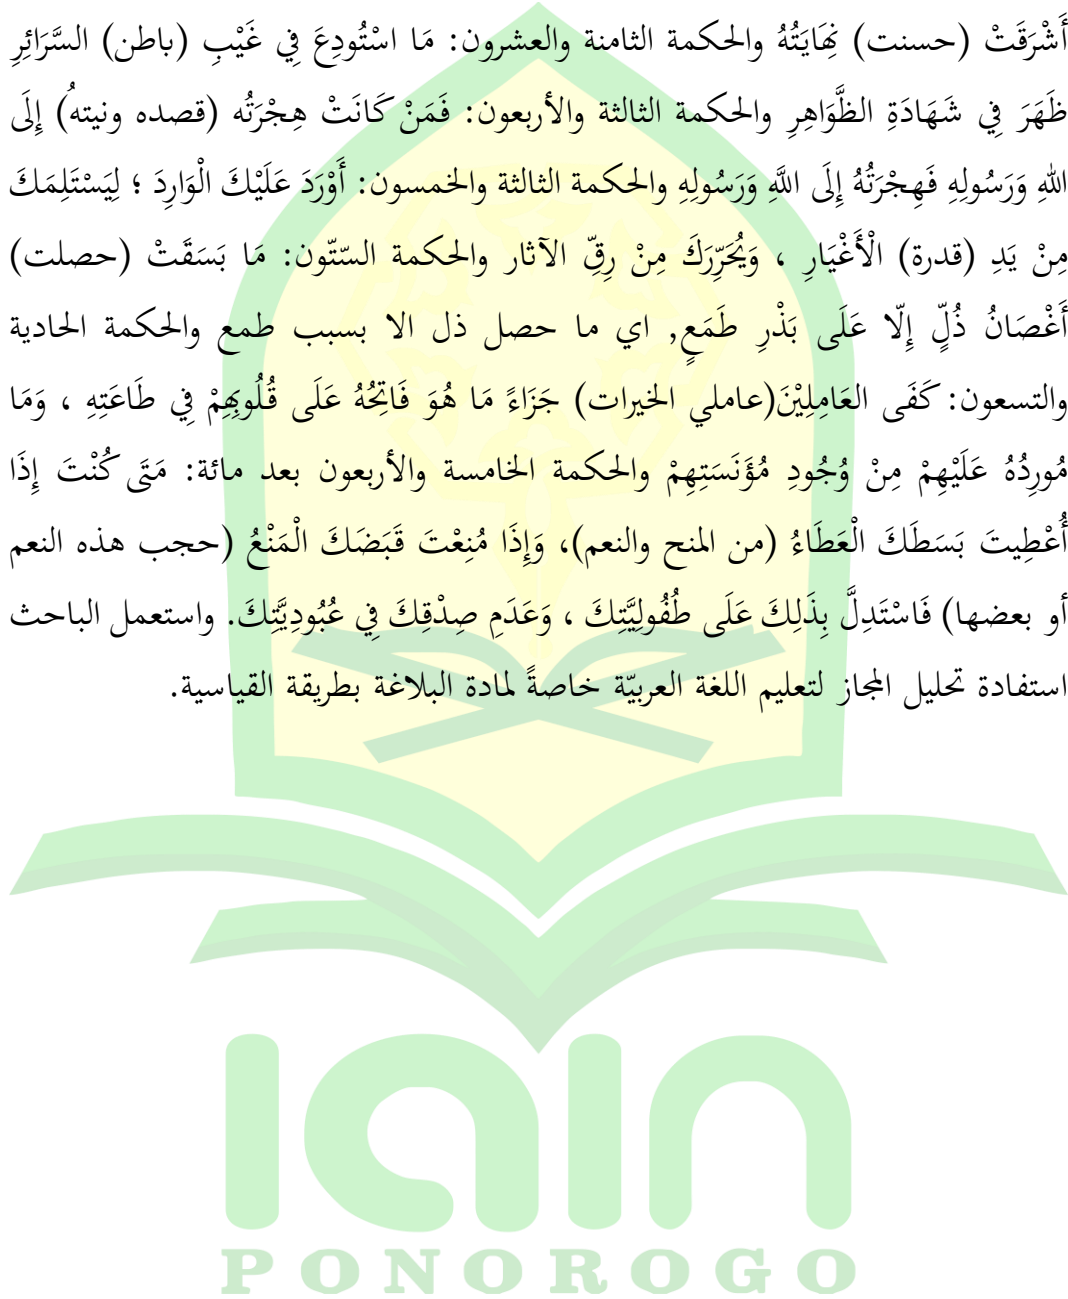 أَشْرَقَتْ (حسنت) نِهَايَتُهُ والحكمة الثامنة والعشرون: مَا اسْتُودِعَ فِي غَيْبِ (باطن) السَّرَائِرِ
ظَهَرَ فِي شَهَادَةِ الظَّوَاهِرِ والحكمة الثالثة والأربعون: فَمَنْ كَانَتْ هِجْرَتُه (قصده ونيتهُ) إِلَى
اللهِ وَرَسُولِهِ فَهِجْرَتُهُ إِلَى اللَّهِ وَرَسُولِهِ والحكمة الثالثة والخمسون: أَوْرَدَ عَلَيْكَ الْوَارِدَ ؛ لِيَسْتَلِمَكَ
مِنْ يَدِ (قدرة) الْأَغْيَارِ ، وَيُحَرِّرَكَ مِنْ رِقِّ الآثار والحكمة السّتّون: مَا بَسَقَتْ (حصلت)
أَغْصَانُ ذُلٍّ إِلّا عَلَى بَذْرِ طَمَعٍ, اي ما حصل ذل الا بسبب طمع والحكمة الحادية
والتسعون: كَفَى العَامِلِيْنَ(عاملي الخيرات) جَزَاءً مَا هُوَ فَاتِحُهُ عَلَى قُلُوبِهِمْ فِي طَاعَتِهِ ، وَمَا
مُورِدُهُ عَلَيْهِمْ مِنْ وُجُودِ مُؤَنَسَتِهِمْ والحكمة الخامسة والأربعون بعد مائة: مَتَى كُنْتَ إِذَا
أُعْطِيتَ بَسَطَكَ الْعَطَاءُ (من المنح والنعم)، وَإِذَا مُنِعْتَ قَبَضَكَ الْمَنْعُ (حجب هذه النعم
أو بعضها) فَاسْتَدِلَّ بِذَلِكَ عَلَى طُفُولِيَّتِكَ ، وَعَدَمِ صِدْقِكَ فِي عُبُودِيَّتِكَ. واستعمل الباحث
استفادة تحليل المجاز لتعليم اللغة العربيّة خاصةً لمادة البلاغة بطريقة القياسية.
IAIN
PONOROGO